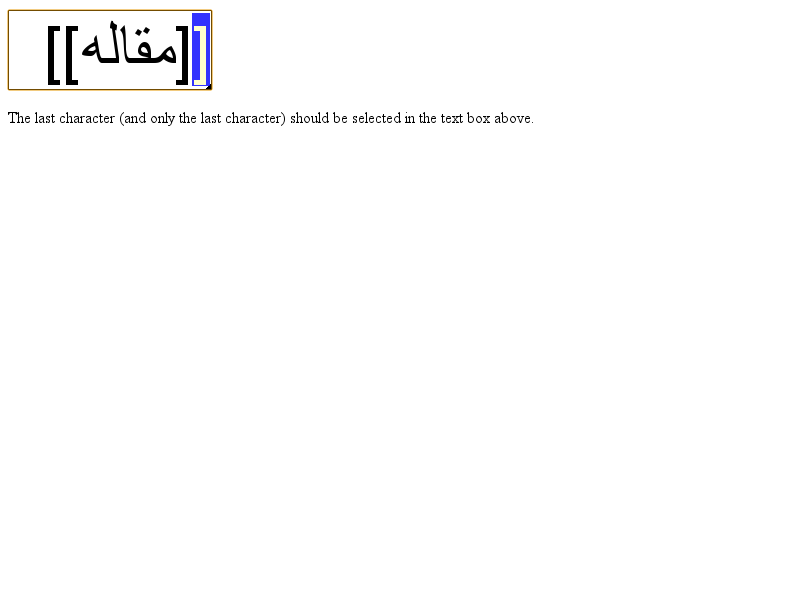 [[مقاله]]
The last character (and only the last character) should be selected in the text box above.